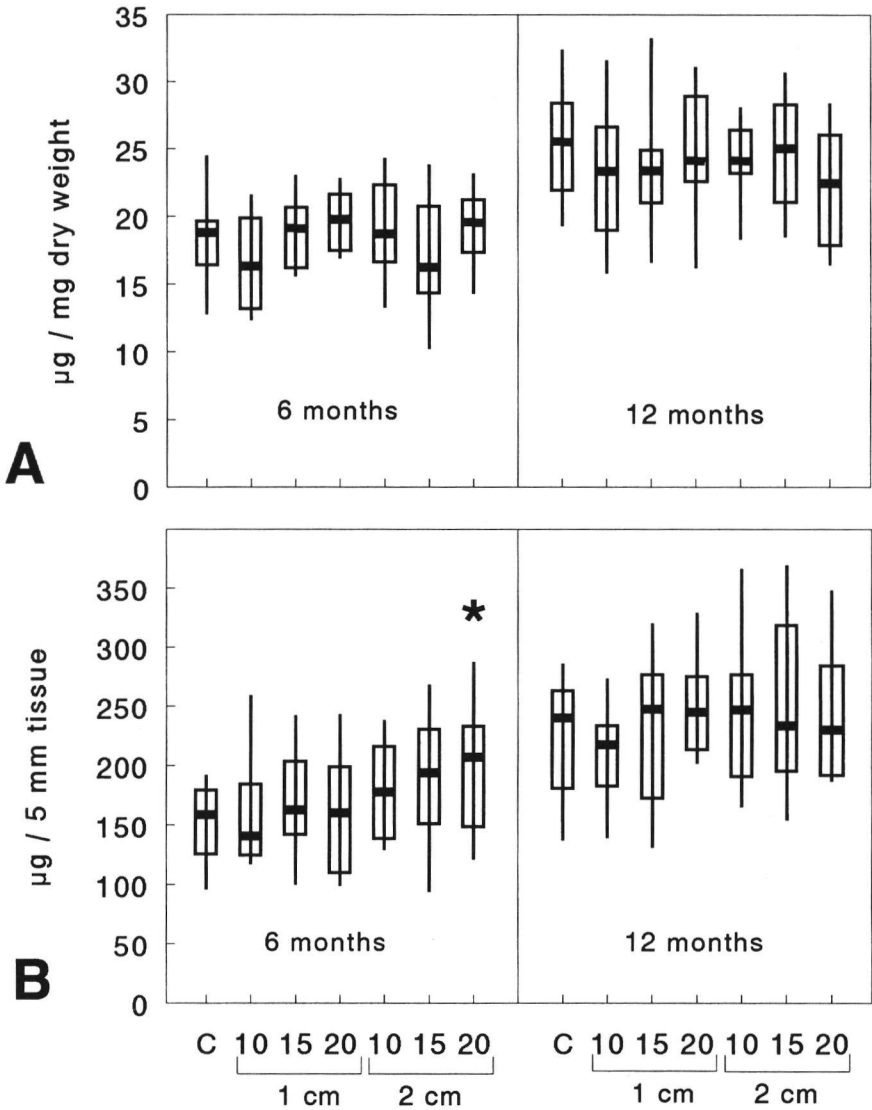 35
30
25
20
15
10
5
0
µg / mg dry weight
6 months
12 months
A
350
300
250
200
150
100
50
0
µg / 5 mm tissue
*
6 months
12 months
B
C 10 15 20 10 15 20 C 10 15 20 10 15 20
1 cm 2 cm 1 cm 2 cm